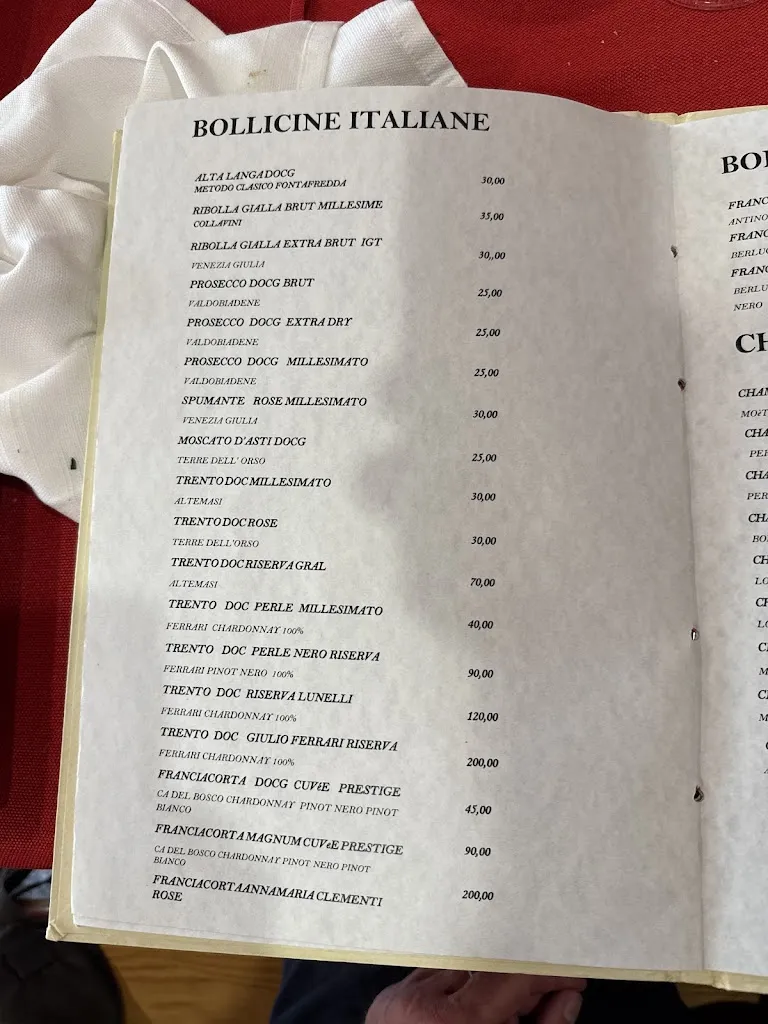 BOLLICINE ITALIANE
ALTA LANGA DOCG
METODO CLASICO FONTAFREDDA
30,00
RIBOLLA GIALLA BRUT MILLESIME
COLLAVINI
35,00
RIBOLLA GIALLA EXTRA BRUT IGT
VENEZIA GIULIA
30,,00
PROSECCO DOCG BRUT
VALDOBIADENE
25,00
PROSECCO DOCG EXTRA DRY
VALDOBIADENE
25,00
PROSECCO DOCG MILLESIMATO
VALDOBIADENE
25,00
SPUMANTE ROSE MILLESIMATO
VENEZIA GIULIA
30,00
MOSCATO D'ASTI DOCG
TERRE DELL' ORSO
25,00
TRENTO DOC MILLESIMATO
ALTEMASI
30,00
TRENTO DOC ROSE
TERRE DELL'ORSO
30,00
TRENTO DOC RISERVA GRAL
ALTEMASI
70,00
TRENTO DOC PERLE MILLESIMATO
FERRARI CHARDONNAY 100%
40,00
TRENTO DOC PERLE NERO RISERVA
FERRARI PINOT NERO 100%
90,00
TRENTO DOC RISERVA LUNELLI
FERRARI CHARDONNAY 100%
120,00
TRENTO DOC GIULIO FERRARI RISERVA
FERRARI CHARDONNAY 100%
200,00
FRANCIACORTA DOCG CUVéE PRESTIGE
CA DEL BOSCO CHARDONNAY PINOT NERO PINOT
BIANCO
45,00
FRANCIACORTA MAGNUM CUVéE PRESTIGE
CA DEL BOSCO CHARDONNAY PINOT NERO PINOT
BIANCO
90,00
FRANCIACORTA ANNAMARIA CLEMENTI
ROSE
200,00
NERO